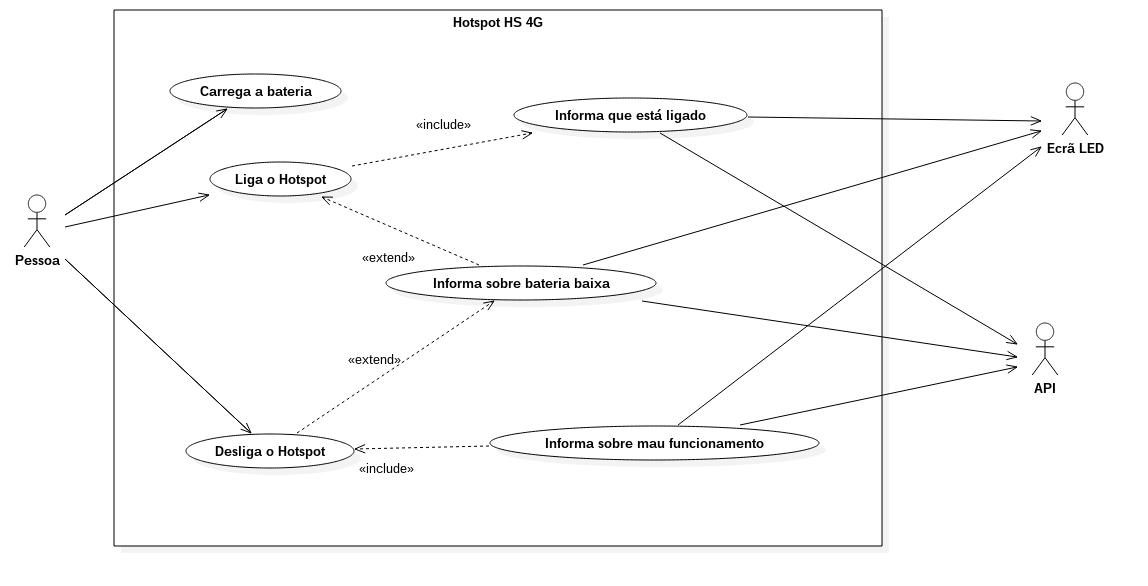 Hotspot HS 4G
Carrega a bateria
Informa que está ligado
«include»
Ecrã LED
Liga o Hotspot
Pessoa
«extend»
Informa sobre bateria baixa
«extend»
API
Desliga o Hotspot
Informa sobre mau funcionamento
«include»